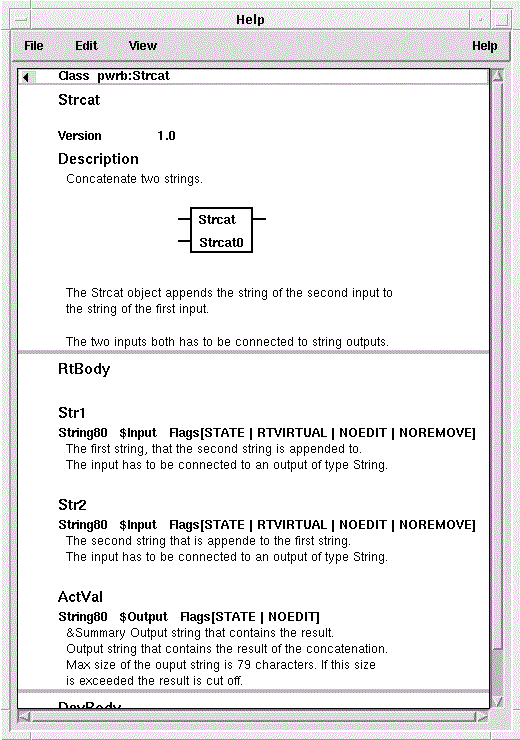 Help
File Edit View Help
Class pwrb:Strcat
Strcat
Version 1.0
Description
Concatenate two strings.
Strcat
Strcat0
The Strcat object appends the string of the second input to
the string of the first input.
The two inputs both has to be connected to string outputs.
RtBody
Str1
String80 $Input Flags[STATE | RTVIRTUAL | NOEDIT | NOREMOVE]
The first string, that the second string is appended to.
The input has to be connected to an output of type String.
Str2
String80 $Input Flags[STATE | RTVIRTUAL | NOEDIT | NOREMOVE]
The second string that is appende to the first string.
The input has to be connected to an output of type String.
ActVal
String80 $Output Flags[STATE | NOEDIT]
&Summary Output string that contains the result.
Output string that contains the result of the concatenation.
Max size of the ouput string is 79 characters. If this size
is exceeded the result is cut off.
DevBody